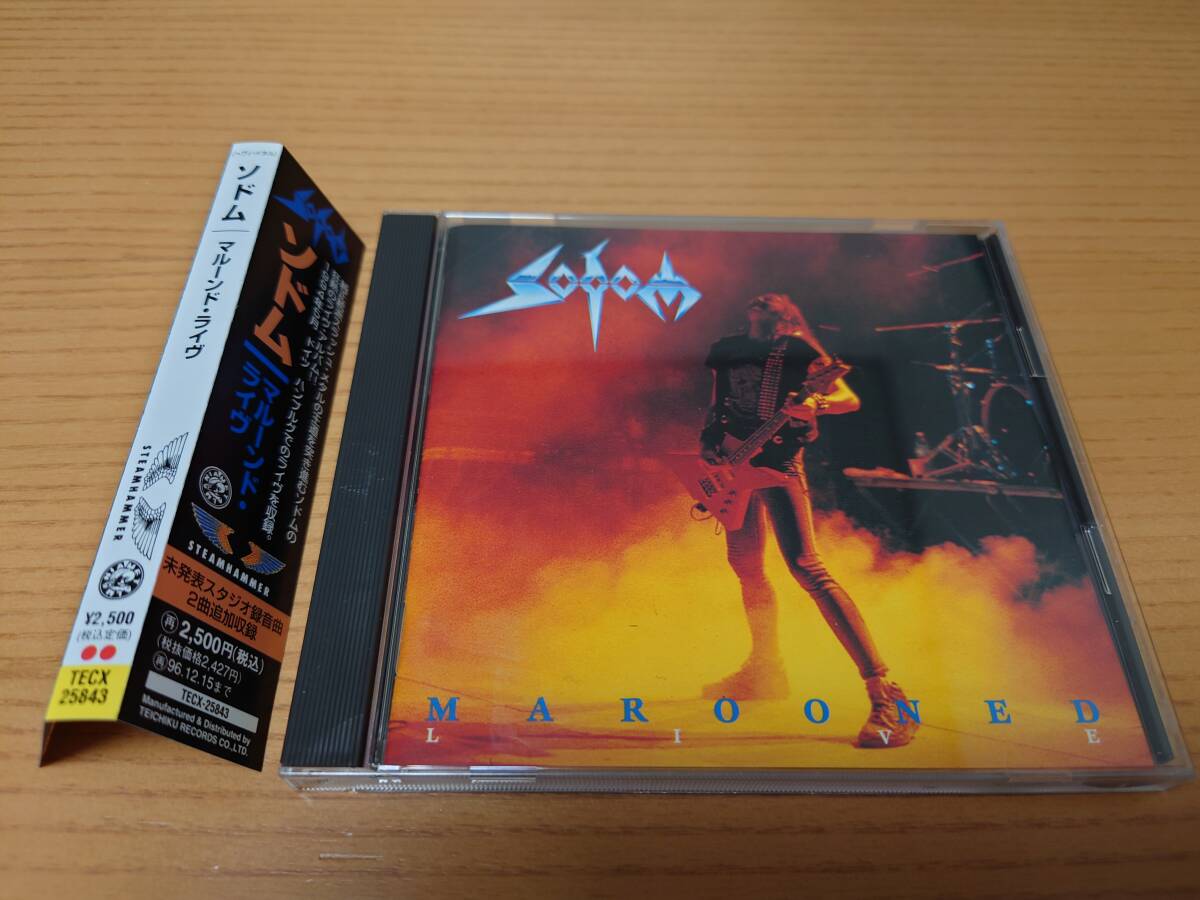 ソドム
マルーンド・ライヴ
STEAMHAMMER
¥2,500
(税込定価)
TECX
25843
ソドム
マルーンド・
ライヴ
STEAMHAMMER
未発表スタジオ録音曲
2曲追加収録
再 2,500円(税込)
(税抜価格2,427円)
再 '96.12.15まで
TECX-25843
Manufactured & Distributed by
TEICHIKU RECORDS CO.,LTD.
SODOM
MAROONED
LIVE